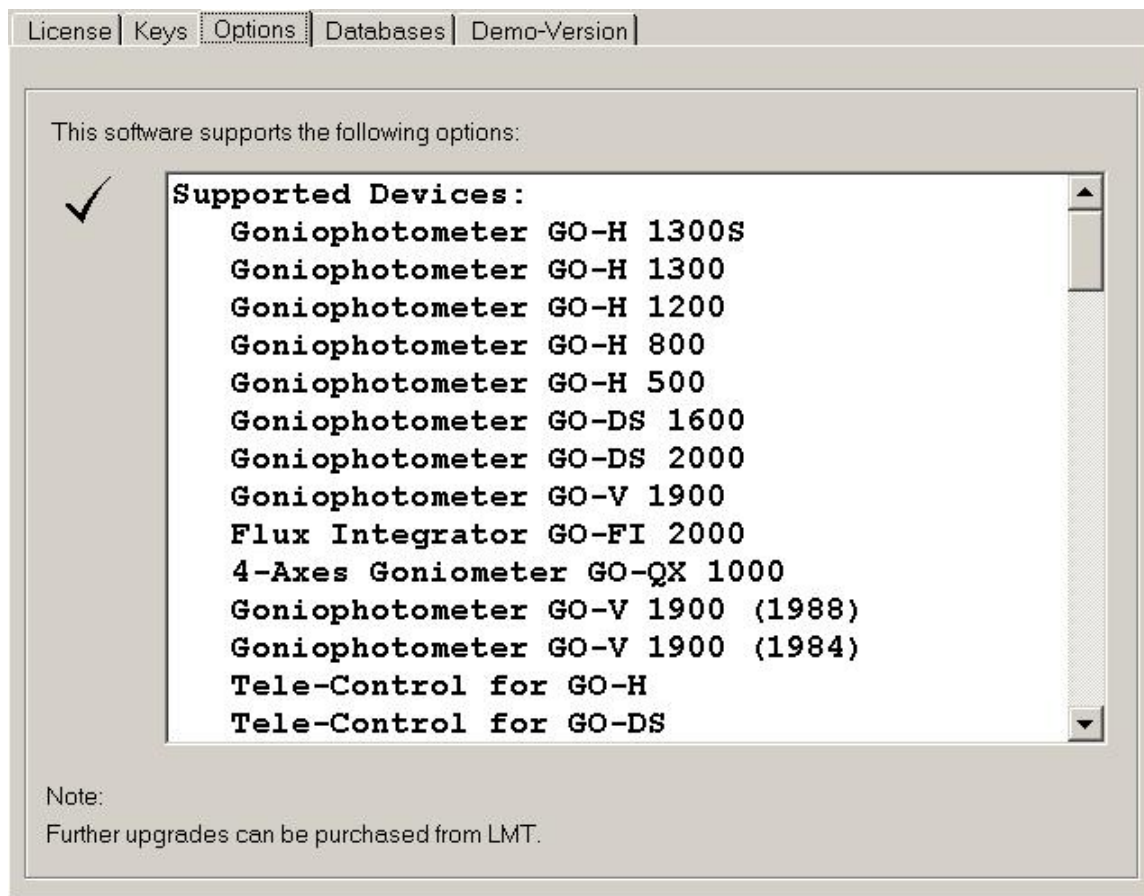 License Keys Options Databases Demo-Version
This software supports the following options:
Supported Devices:
Goniophotometer GO-H 1300S
Goniophotometer GO-H 1300
Goniophotometer GO-H 1200
Goniophotometer GO-H 800
Goniophotometer GO-H 500
Goniophotometer GO-DS 1600
Goniophotometer GO-DS 2000
Goniophotometer GO-V 1900
Flux Integrator GO-FI 2000
4-Axes Goniometer GO-QX 1000
Goniophotometer GO-V 1900 (1988)
Goniophotometer GO-V 1900 (1984)
Tele-Control for GO-H
Tele-Control for GO-DS
Note:
Further upgrades can be purchased from LMT.